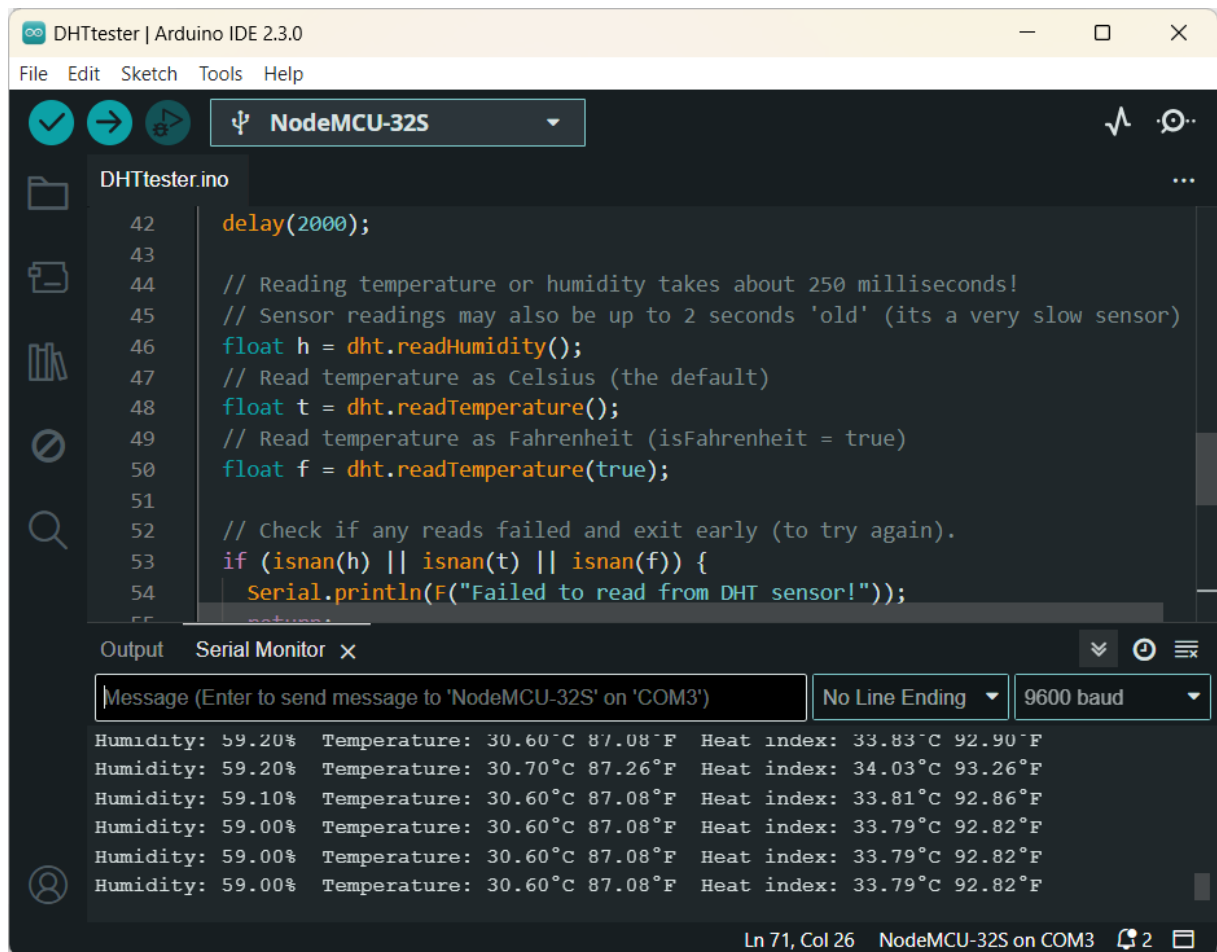 DHTtester | Arduino IDE 2.3.0
File Edit Sketch Tools Help
NodeMCU-32S
DHTtester.ino
42 delay(2000);
43
44 // Reading temperature or humidity takes about 250 milliseconds!
45 // Sensor readings may also be up to 2 seconds 'old' (its a very slow sensor)
46 float h = dht.readHumidity();
47 // Read temperature as Celsius (the default)
48 float t = dht.readTemperature();
49 // Read temperature as Fahrenheit (isFahrenheit = true)
50 float f = dht.readTemperature(true);
51
52 // Check if any reads failed and exit early (to try again).
53 if (isnan(h) || isnan(t) || isnan(f)) {
54 Serial.println(F("Failed to read from DHT sensor!"));
Output Serial Monitor
Message (Enter to send message to 'NodeMCU-32S' on 'COM3') No Line Ending 9600 baud
Humidity: 59.20% Temperature: 30.60°C 87.08°F Heat index: 33.83°C 92.90°F
Humidity: 59.20% Temperature: 30.70°C 87.26°F Heat index: 34.03°C 93.26°F
Humidity: 59.10% Temperature: 30.60°C 87.08°F Heat index: 33.81°C 92.86°F
Humidity: 59.00% Temperature: 30.60°C 87.08°F Heat index: 33.79°C 92.82°F
Humidity: 59.00% Temperature: 30.60°C 87.08°F Heat index: 33.79°C 92.82°F
Humidity: 59.00% Temperature: 30.60°C 87.08°F Heat index: 33.79°C 92.82°F
Ln 71, Col 26 NodeMCU-32S on COM3 2